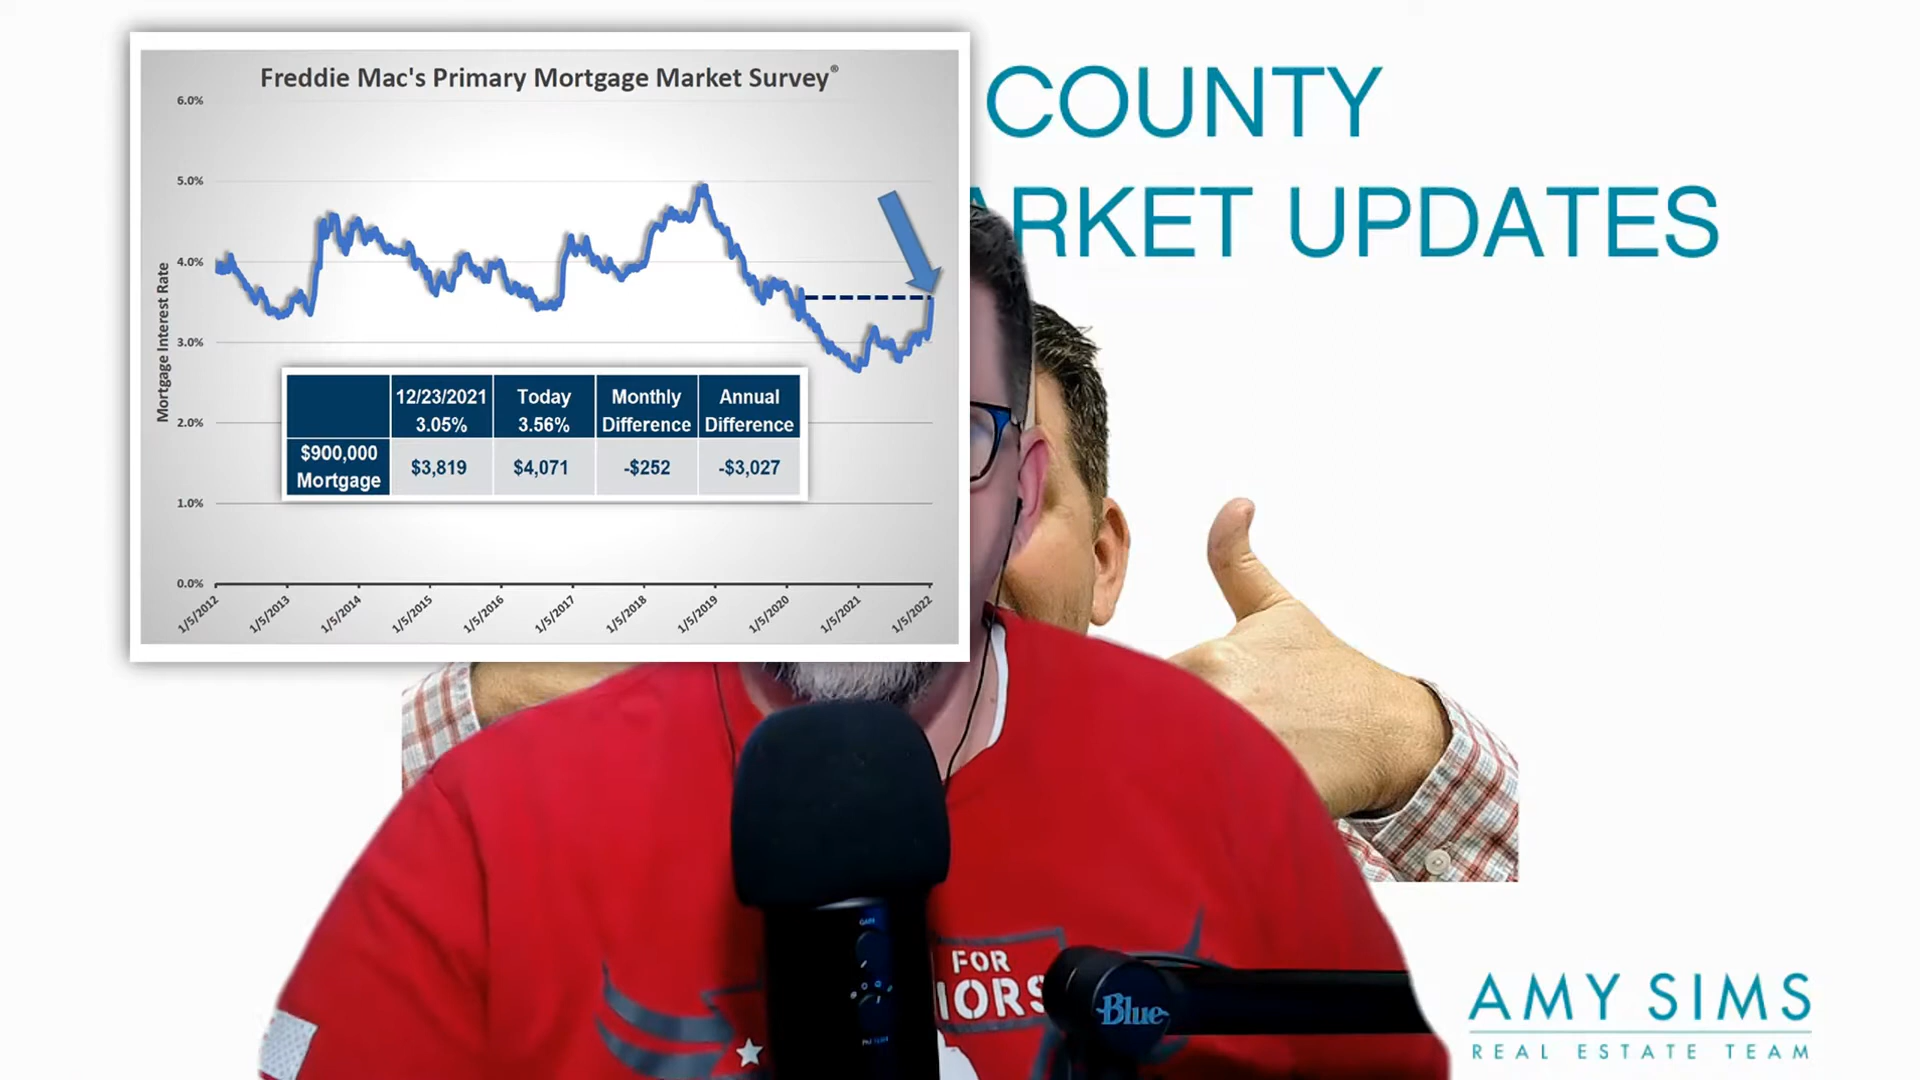 Freddie Mac's Primary Mortgage Market Survey®
6.0%
5.0%
4.0%
3.0%
2.0%
1.0%
0.0%
Mortgage Interest Rate
1/5/2012
1/5/2013
1/5/2014
1/5/2015
1/5/2016
1/5/2017
1/5/2018
1/5/2019
1/5/2020
1/5/2021
1/5/2022
12/23/2021
3.05%
Today
3.56%
Monthly
Difference
Annual
Difference
$900,000
Mortgage
$3,819
$4,071
-$252
-$3,027
COUNTY
ARKET UPDATES
GAIN
FOR
IORS
Blue
AMY SIMS
REAL ESTATE TEAM